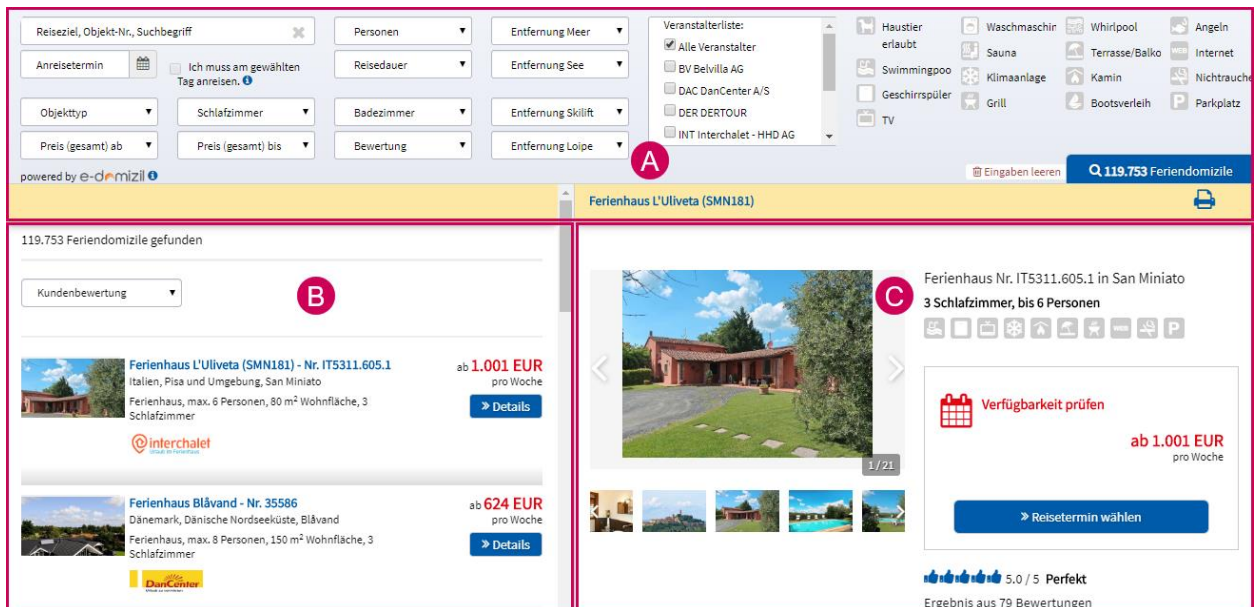 Reiseziel, Objekt-Nr., Suchbegriff
Personen
Entfernung Meer
Anreisetermin
Ich muss am gewählten
Tag anreisen.
Reisedauer
Entfernung See
Objekttyp
Schlafzimmer
Badezimmer
Entfernung Skilift
Preis (gesamt) ab
Preis (gesamt) bis
Bewertung
Entfernung Loipe
powered by e-domizil
Veranstalterliste:
Alle Veranstalter
BV Belvilla AG
DAC DanCenter A/S
DER DERTOUR
INT Interchalet - HHD AG
Haustier
erlaubt
Swimmingpoo
Geschirrspüler
TV
Waschmaschin
Sauna
Klimaanlage
Grill
Whirlpool
Terrasse/Balko
Kamin
Bootsverleih
Angeln
WEB Internet
Nichtrauche
P Parkplatz
A
Eingaben leeren
119.753 Feriendomizile
Ferienhaus L'Uliveta (SMN181)
119.753 Feriendomizile gefunden
Kundenbewertung
B
Ferienhaus L'Uliveta (SMN181) - Nr. IT5311.605.1
Italien, Pisa und Umgebung, San Miniato
Ferienhaus, max. 6 Personen, 80 m² Wohnfläche, 3
Schlafzimmer
ab 1.001 EUR
pro Woche
» Details
interchalet
Urlaub im Ferienhaus
Ferienhaus Blåvand - Nr. 35586
Dänemark, Dänische Nordseeküste, Blåvand
Ferienhaus, max. 8 Personen, 150 m² Wohnfläche, 3
Schlafzimmer
ab 624 EUR
pro Woche
» Details
DanCenter
C
1 / 21
Ferienhaus Nr. IT5311.605.1 in San Miniato
3 Schlafzimmer, bis 6 Personen
WEB P
Verfügbarkeit prüfen
ab 1.001 EUR
pro Woche
» Reisetermin wählen
5.0 / 5 Perfekt
Ergebnis aus 79 Bewertungen